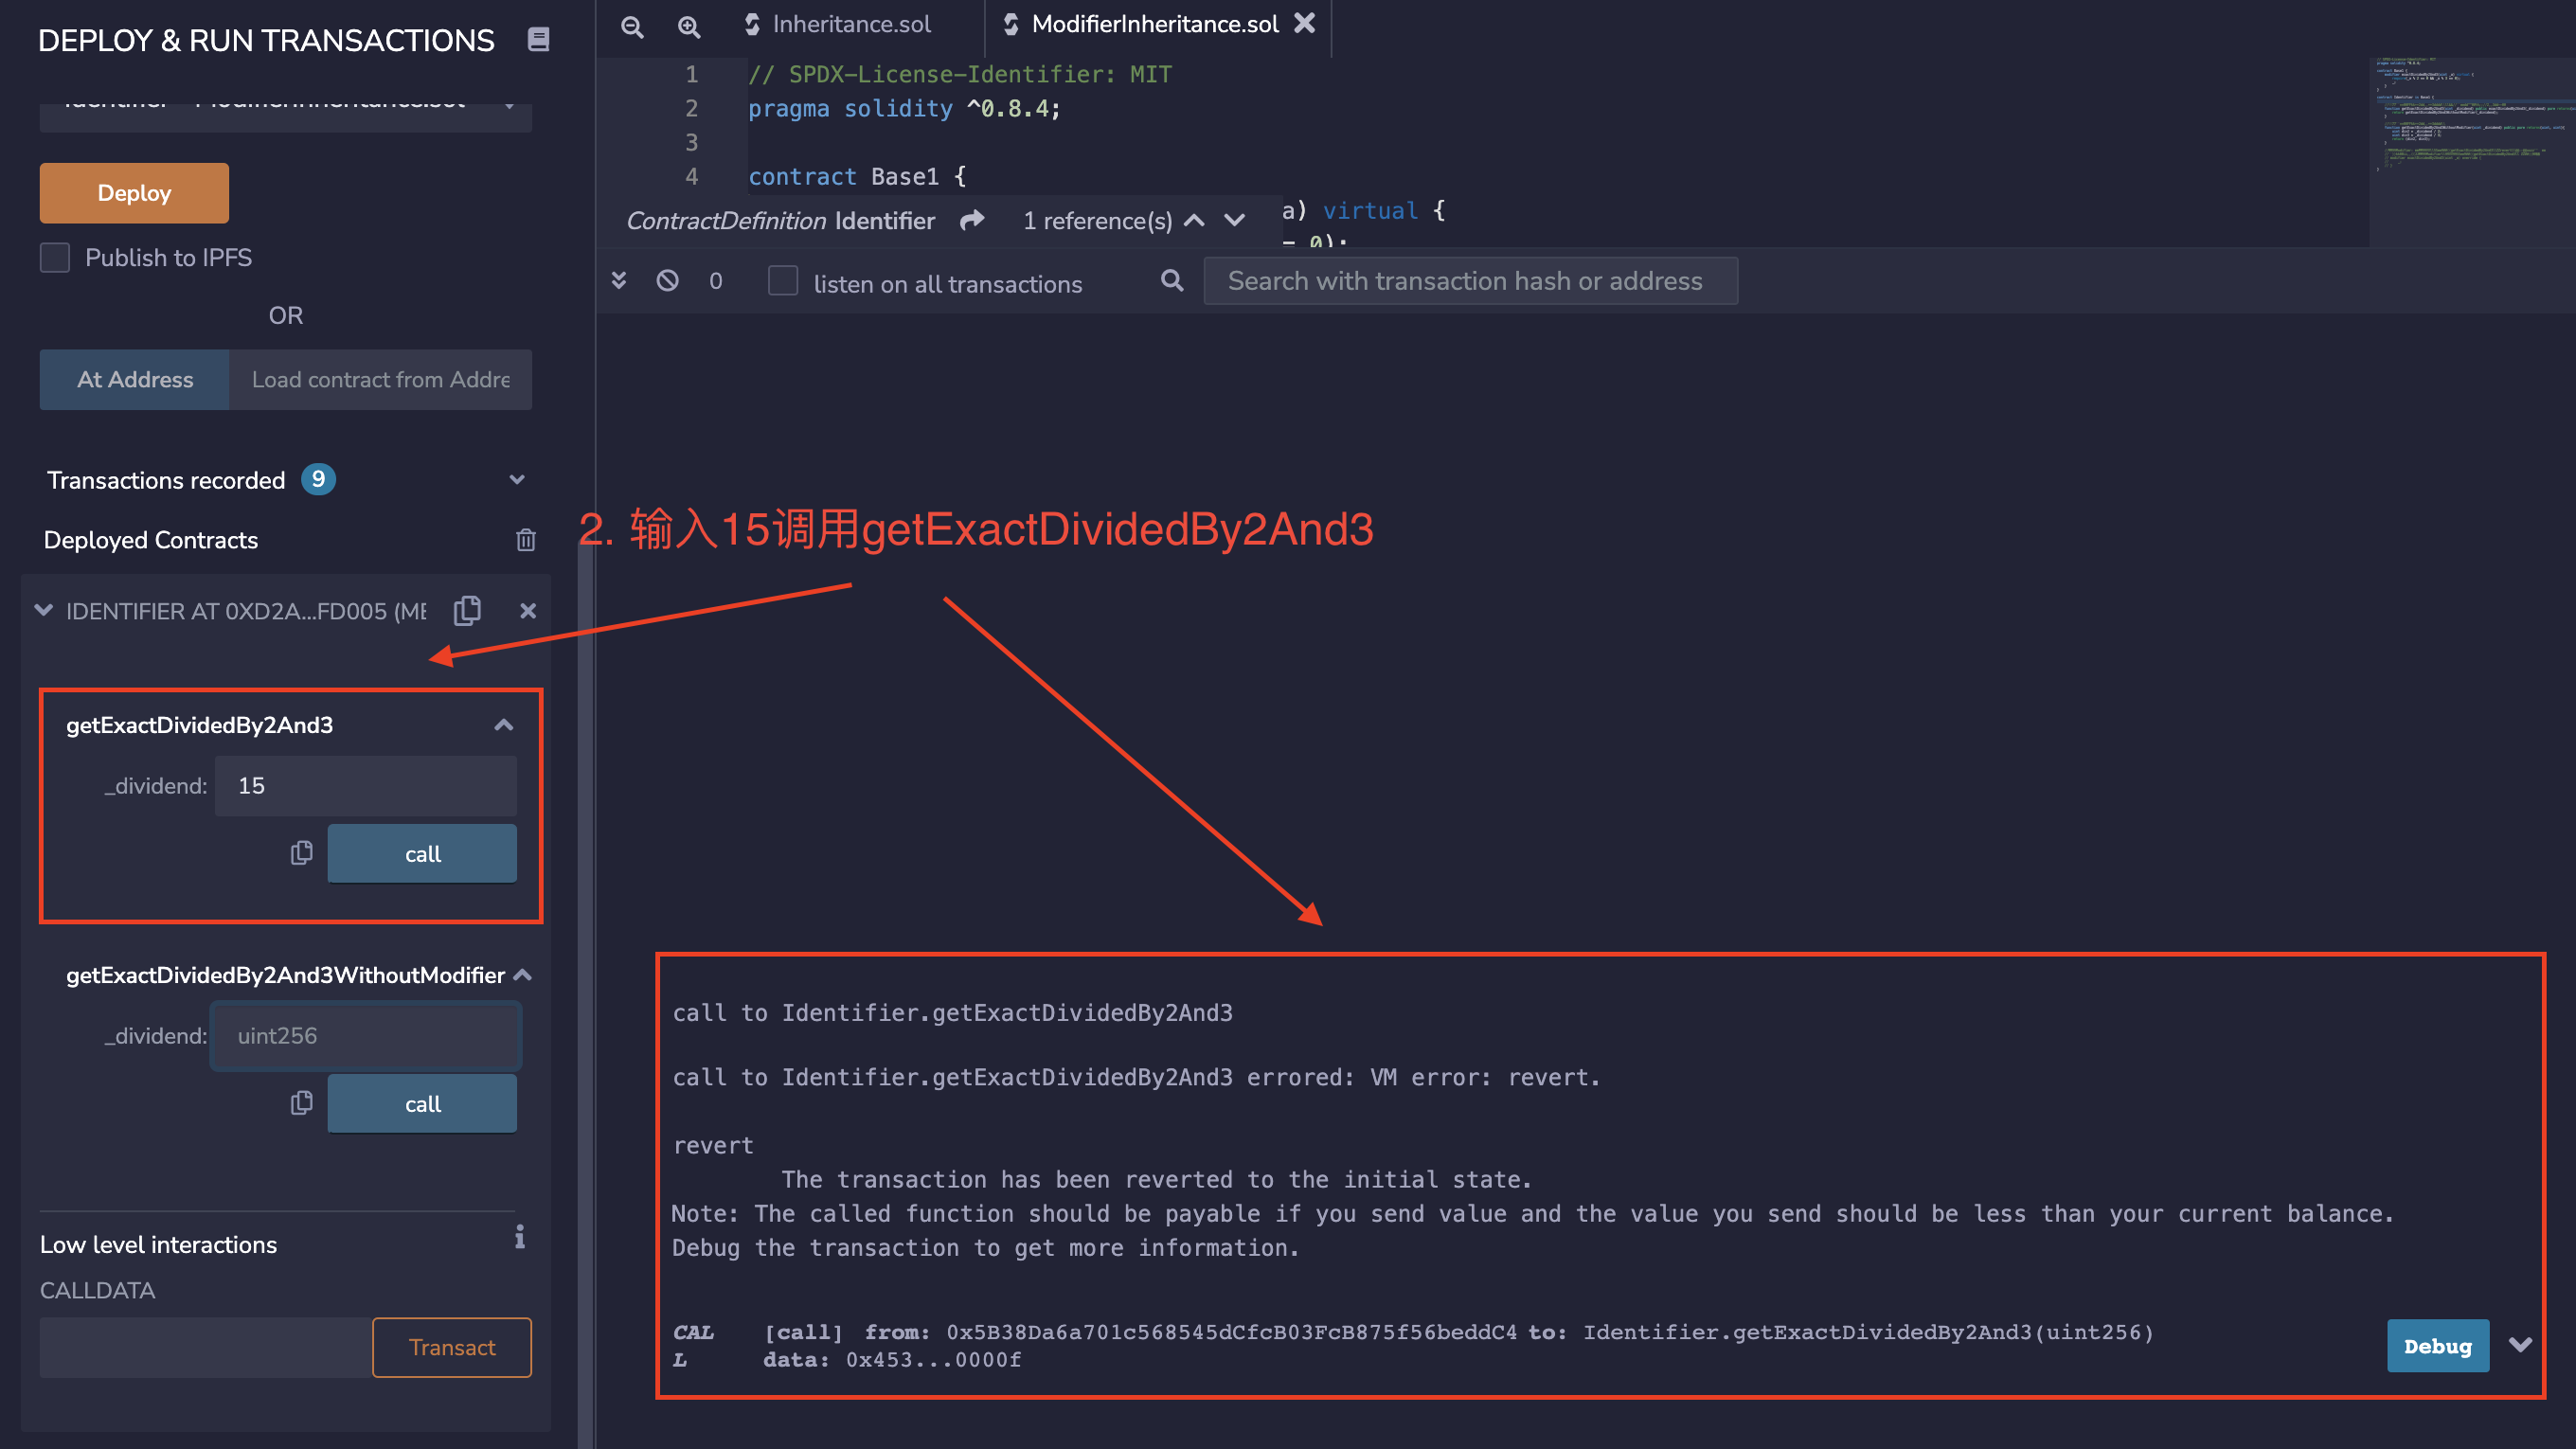 DEPLOY & RUN TRANSACTIONS
Identifier - ModifierInheritance.sol
Deploy
Publish to IPFS
OR
At Address
Load contract from Addre
Transactions recorded 9
Deployed Contracts
IDENTIFIER AT 0XD2A...FD005 (ME
getExactDividedBy2And3
_dividend: 15
call
getExactDividedBy2And3WithoutModifier
_dividend: uint256
call
Low level interactions
CALLDATA
Transact
Inheritance.sol
ModifierInheritance.sol
1 // SPDX-License-Identifier: MIT
2 pragma solidity ^0.8.4;
3
4 contract Base1 {
a) virtual {
ContractDefinition Identifier 1 reference(s)
0);
0 listen on all transactions
Search with transaction hash or address
2. 输入15调用getExactDividedBy2And3
call to Identifier.getExactDividedBy2And3
call to Identifier.getExactDividedBy2And3 errored: VM error: revert.
revert
The transaction has been reverted to the initial state.
Note: The called function should be payable if you send value and the value you send should be less than your current balance.
Debug the transaction to get more information.
CAL
L
[call] from: 0x5B38Da6a701c568545dCfcB03FcB875f56beddC4 to: Identifier.getExactDividedBy2And3(uint256)
data: 0x453...0000f
Debug